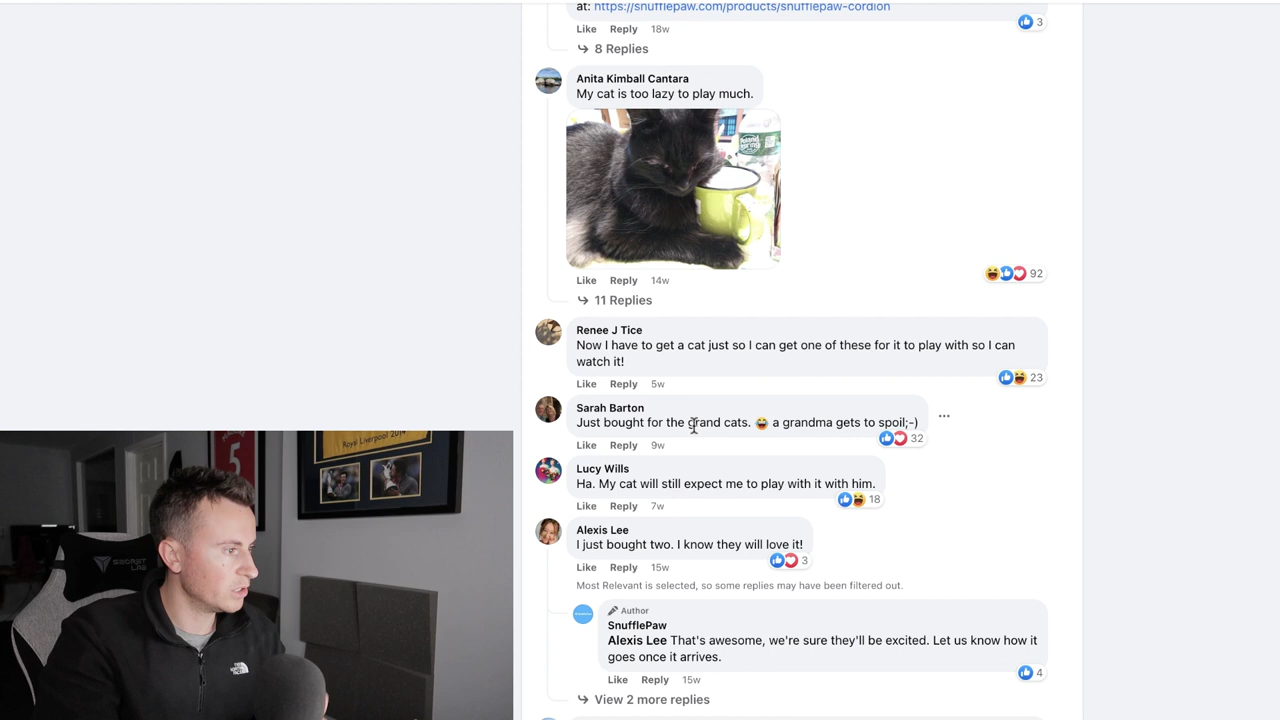 at: https://snufflepaw.com/products/snufflepaw-cordion
3
Like Reply 18w
8 Replies
Anita Kimball Cantara
My cat is too lazy to play much.
Like Reply 14w
92
11 Replies
Renee J Tice
Now I have to get a cat just so I can get one of these for it to play with so I can
watch it!
23
Like Reply 5w
Sarah Barton
Just bought for the grand cats. 😂 a grandma gets to spoil;-)
32
Like Reply 9w
Lucy Wills
Ha. My cat will still expect me to play with it with him.
18
Like Reply 7w
Alexis Lee
I just bought two. I know they will love it!
3
Like Reply 15w
Most Relevant is selected, so some replies may have been filtered out.
Author
SnufflePaw
Alexis Lee That's awesome, we're sure they'll be excited. Let us know how it
goes once it arrives.
4
Like Reply 15w
View 2 more replies
Royal Liverpool 2014
5
SECRET
LAB